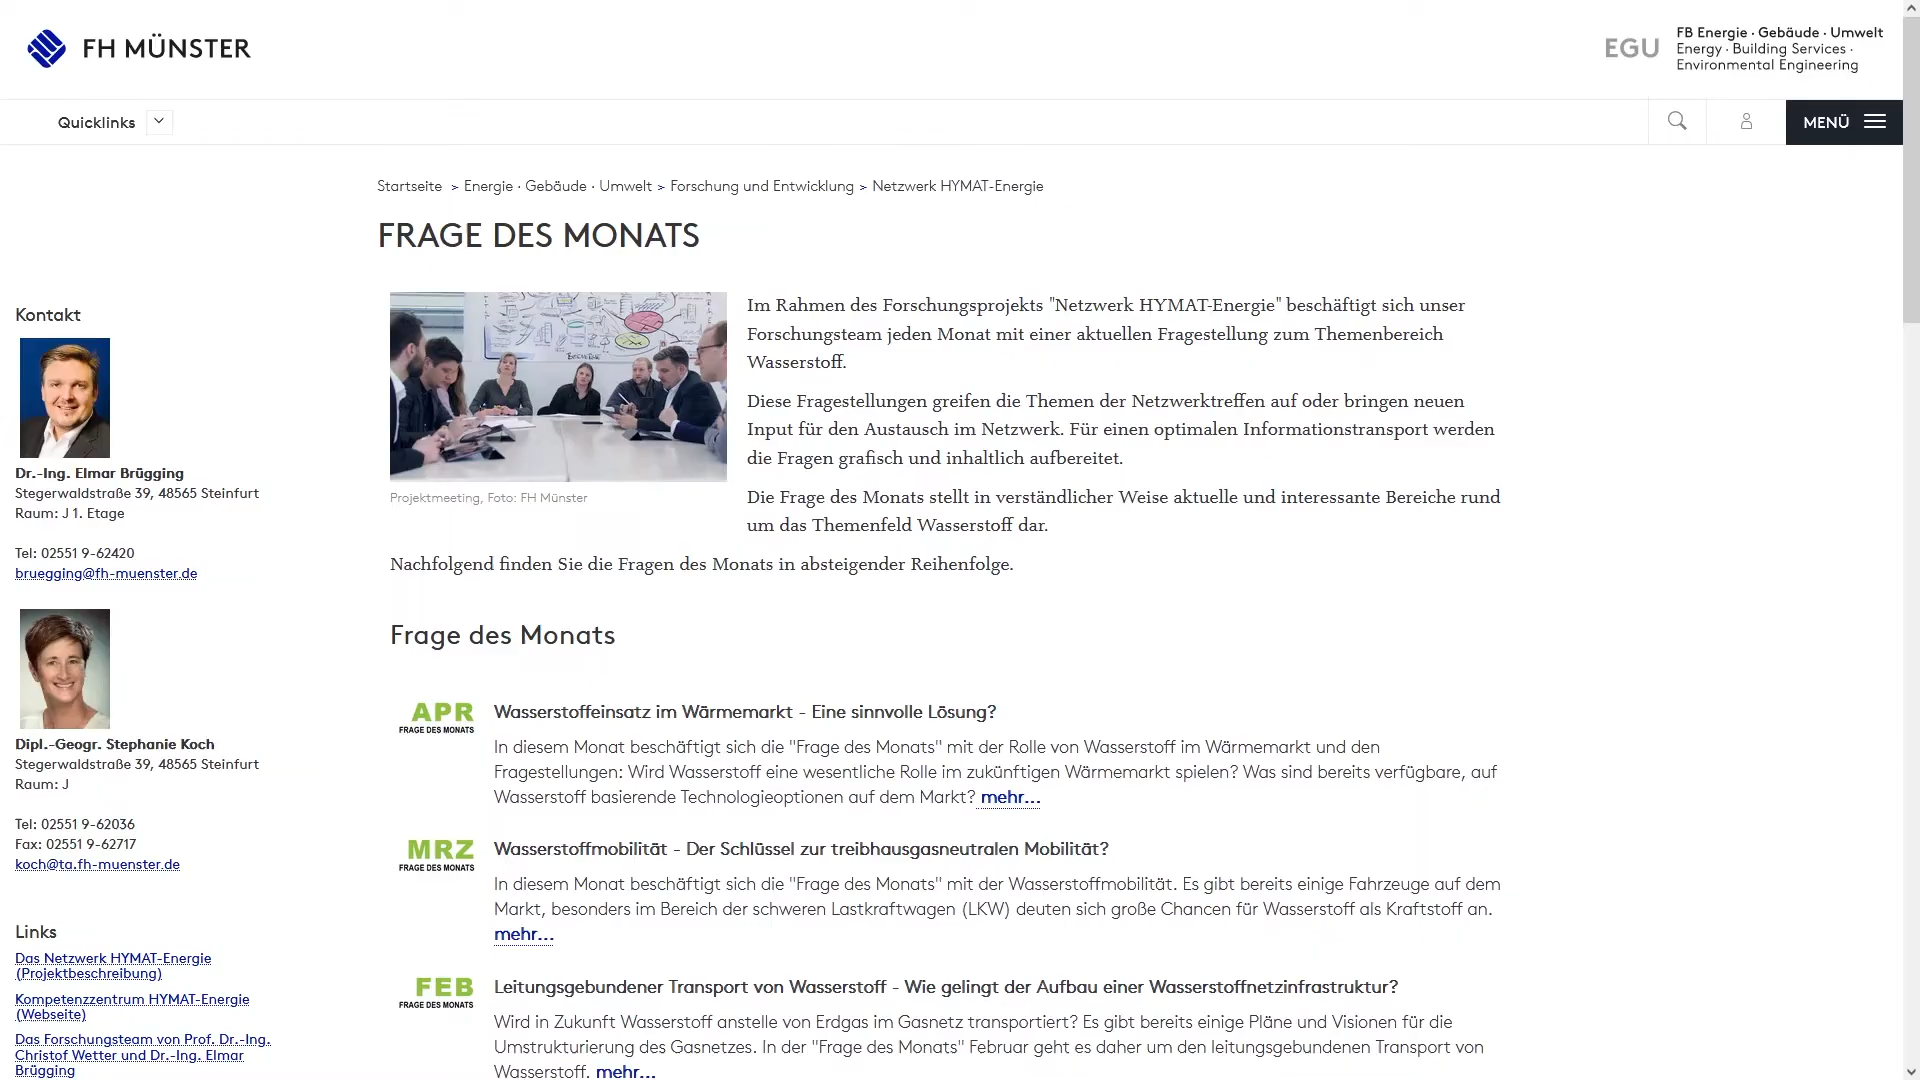 FH MÜNSTER
EGU
FB Energie · Gebäude · Umwelt
Energy · Building Services ·
Environmental Engineering
Quicklinks
MENÜ
Startseite > Energie · Gebäude · Umwelt > Forschung und Entwicklung > Netzwerk HYMAT-Energie
FRAGE DES MONATS
Kontakt
Dr.-Ing. Elmar Brügging
Stegerwaldstraße 39, 48565 Steinfurt
Raum: J 1. Etage
Tel: 02551 9-62420
bruegging@fh-muenster.de
Dipl.-Geogr. Stephanie Koch
Stegerwaldstraße 39, 48565 Steinfurt
Raum: J
Tel: 02551 9-62036
Fax: 02551 9-62717
koch@ta.fh-muenster.de
Links
Das Netzwerk HYMAT-Energie
(Projektbeschreibung)
Kompetenzzentrum HYMAT-Energie
(Webseite)
Das Forschungsteam von Prof. Dr.-Ing.
Christof Wetter und Dr.-Ing. Elmar
Brügging
Projektmeeting, Foto: FH Münster
Im Rahmen des Forschungsprojekts "Netzwerk HYMAT-Energie" beschäftigt sich unser
Forschungsteam jeden Monat mit einer aktuellen Fragestellung zum Themenbereich
Wasserstoff.
Diese Fragestellungen greifen die Themen der Netzwerktreffen auf oder bringen neuen
Input für den Austausch im Netzwerk. Für einen optimalen Informationstransport werden
die Fragen grafisch und inhaltlich aufbereitet.
Die Frage des Monats stellt in verständlicher Weise aktuelle und interessante Bereiche rund
um das Themenfeld Wasserstoff dar.
Nachfolgend finden Sie die Fragen des Monats in absteigender Reihenfolge.
Frage des Monats
APR
FRAGE DES MONATS
Wasserstoffeinsatz im Wärmemarkt - Eine sinnvolle Lösung?
In diesem Monat beschäftigt sich die "Frage des Monats" mit der Rolle von Wasserstoff im Wärmemarkt und den
Fragestellungen: Wird Wasserstoff eine wesentliche Rolle im zukünftigen Wärmemarkt spielen? Was sind bereits verfügbare, auf
Wasserstoff basierende Technologieoptionen auf dem Markt? mehr...
MRZ
FRAGE DES MONATS
Wasserstoffmobilität - Der Schlüssel zur treibhausgasneutralen Mobilität?
In diesem Monat beschäftigt sich die "Frage des Monats" mit der Wasserstoffmobilität. Es gibt bereits einige Fahrzeuge auf dem
Markt, besonders im Bereich der schweren Lastkraftwagen (LKW) deuten sich große Chancen für Wasserstoff als Kraftstoff an.
mehr...
FEB
FRAGE DES MONATS
Leitungsgebundener Transport von Wasserstoff - Wie gelingt der Aufbau einer Wasserstoffnetzinfrastruktur?
Wird in Zukunft Wasserstoff anstelle von Erdgas im Gasnetz transportiert? Es gibt bereits einige Pläne und Visionen für die
Umstrukturierung des Gasnetzes. In der "Frage des Monats" Februar geht es daher um den leitungsgebundenen Transport von
Wasserstoff. mehr...